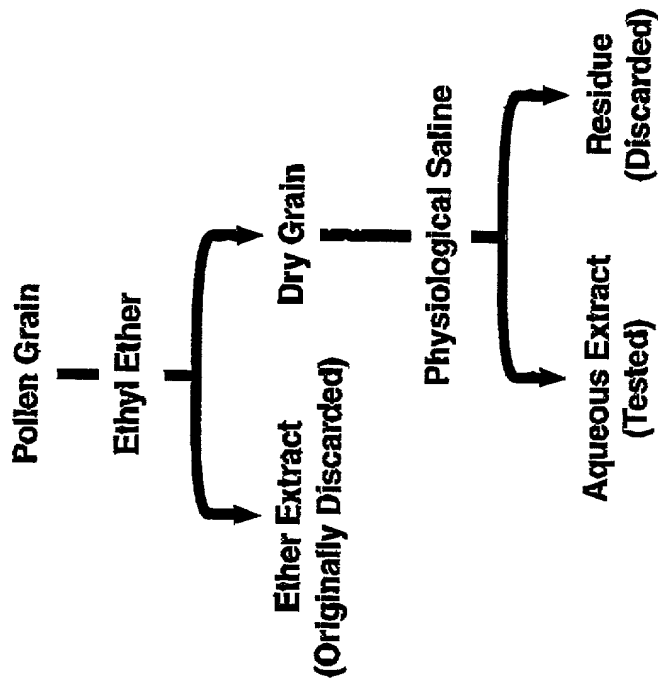 Pollen Grain
Ethyl Ether
Ether Extract
(Originally Discarded)
Dry Grain
Physiological Saline
Aqueous Extract
(Tested)
Residue
(Discarded)